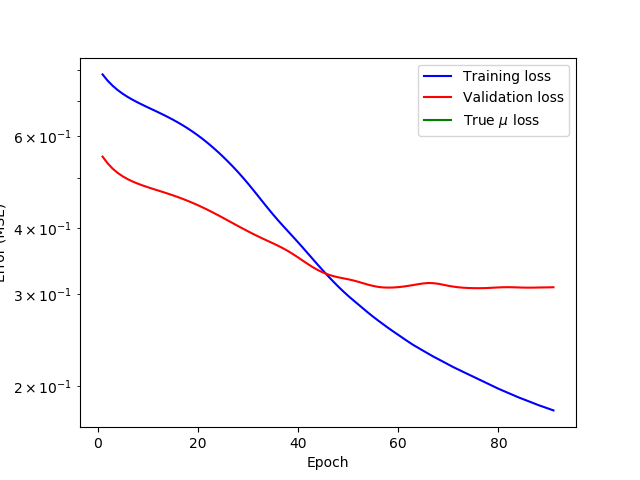 Training loss
Validation loss
True μ loss
6 × 10⁻¹
4 × 10⁻¹
3 × 10⁻¹
2 × 10⁻¹
0 20 40 60 80
Epoch